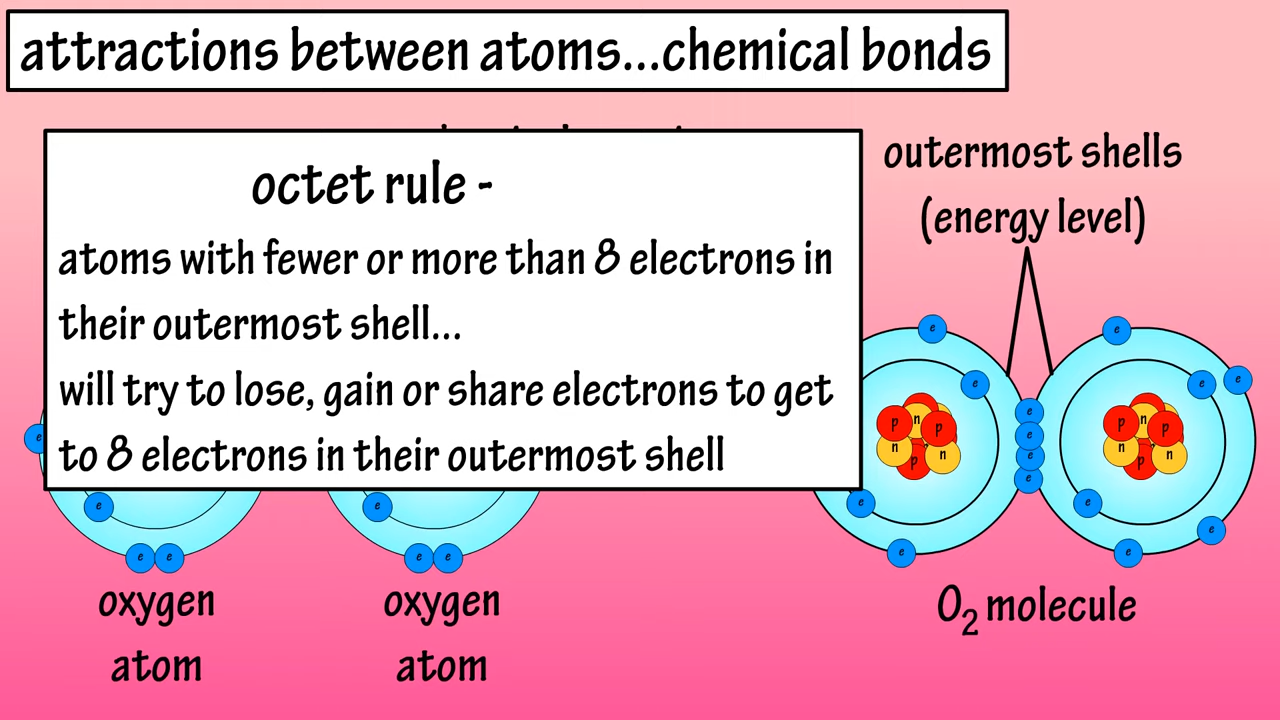 attractions between atoms...chemical bonds
octet rule -
atoms with fewer or more than 8 electrons in
their outermost shell...
will try to lose, gain or share electrons to get
to 8 electrons in their outermost shell
outermost shells
(energy level)
e
e
e
e
e
e
e
e
e
e
p
n
p
n
p
n
p
n
p
n
p
n
e
e
e
e
e
e
e
e
e
e
e
e
oxygen
atom
oxygen
atom
O₂ molecule